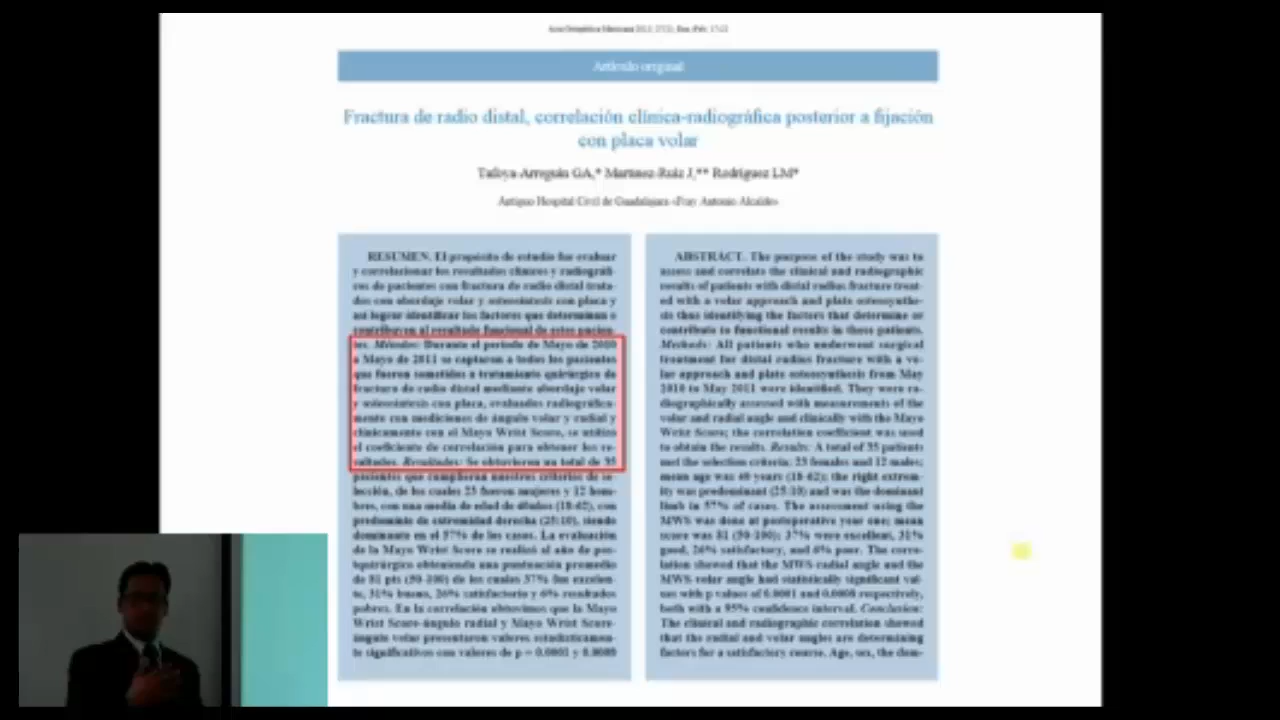 Artículo original
Fractura de radio distal, correlación clínica-radiográfica posterior a fijación
con placa volar
Tafoya-Arreguín GA,* Martínez-Ruiz J,** Rodríguez LM*
Antiguo Hospital Civil de Guadalajara «Fray Antonio Alcalde»
RESUMEN. El propósito de estudio fue evaluar
y correlacionar los resultados clínicos y radiográfi-
cos de pacientes con fractura de radio distal trata-
dos con abordaje volar y osteosíntesis con placa y
así lograr identificar los factores que determinan o
contribuyen al resultado funcional de estos pacien-
tes. Métodos: Durante el período de Mayo de 2010
a Mayo de 2011 se captaron a todos los pacientes
que fueron sometidos a tratamiento quirúrgico de
fractura de radio distal mediante abordaje volar
y osteosíntesis con placa, evaluados radiográfica-
mente con mediciones de ángulo volar y radial y
clínicamente con el Mayo Wrist Score, se utilizó
el coeficiente de correlación para obtener los re-
sultados. Resultados: Se obtuvieron un total de 35
pacientes que cumplieron nuestros criterios de se-
lección, de los cuales 23 fueron mujeres y 12 hom-
bres, con una media de edad de (18-62), con
predominio de extremidad derecha (25:10), siendo
dominante en el 57% de los casos. La evaluación
de la Mayo Wrist Score se realizó al año de pos-
tquirúrgico obteniendo una puntuación promedio
de 81 pts (50-100) de los cuales 37% fue excelen-
te, 31% bueno, 26% satisfactorio y 6% resultados
pobres. En la correlación obtuvimos que la Mayo
Wrist Score-ángulo radial y Mayo Wrist Score-
ángulo volar presentaron valores estadísticamen-
te significativos con valores de p = 0.0001 y 0.0008
ABSTRACT. The purpose of the study was to
assess and correlate the clinical and radiographic
results of patients with distal radius fracture treat-
ed with a volar approach and plate osteosynthe-
sis thus identifying the factors that determine or
contribute to functional results in these patients.
Methods: All patients who underwent surgical
treatment for distal radius fracture with a vo-
lar approach and plate osteosynthesis from May
2010 to May 2011 were identified. They were ra-
diographically assessed with measurements of the
volar and radial angle and clinically with the Mayo
Wrist Score; the correlation coefficient was used
to obtain the results. Results: A total of 35 patients
met the selection criteria: 23 females and 12 males;
mean age was 40 years (18-62); the right extrem-
ity was predominant (25:10) and was the dominant
limb in 57% of cases. The assessment using the
MWS was done at postoperative year one; mean
score was 81 (50-100); 37% were excellent, 31%
good, 26% satisfactory, and 6% poor. The corre-
lation showed that the MWS radial angle and the
MWS volar angle had statistically significant val-
ues with p values of 0.0001 and 0.0008 respectively,
both with a 95% confidence interval. Conclusion:
The clinical and radiographic correlation showed
that the radial and volar angles are determining
factors for a satisfactory course. Age, sex, the dom-